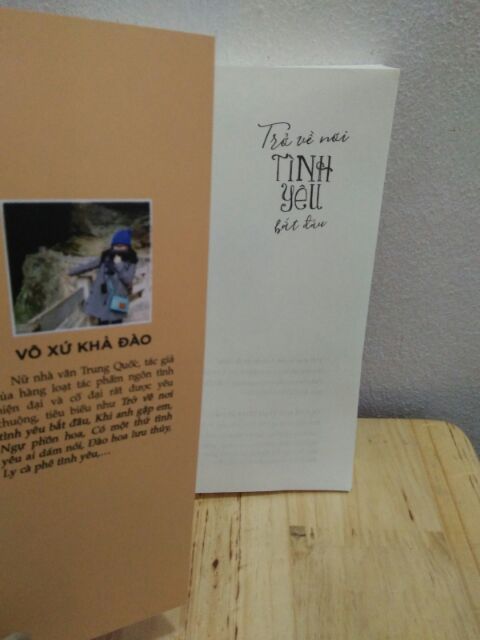 VÔ XỨ KHẢ ĐÀO
Nữ nhà văn Trung Quốc, tác giả
của hàng loạt tác phẩm ngôn tình
hiện đại và cổ đại rất được yêu
chuộng, tiêu biểu như Trở về nơi
tình yêu bắt đầu, Khi anh gặp em,
Ngự phồn hoa, Có một thứ tình
yêu ai dám nói, Đào hoa lưu thủy,
Ly cà phê tình yêu,...
Trở về nơi
TÌNH
YÊU
bắt đầu